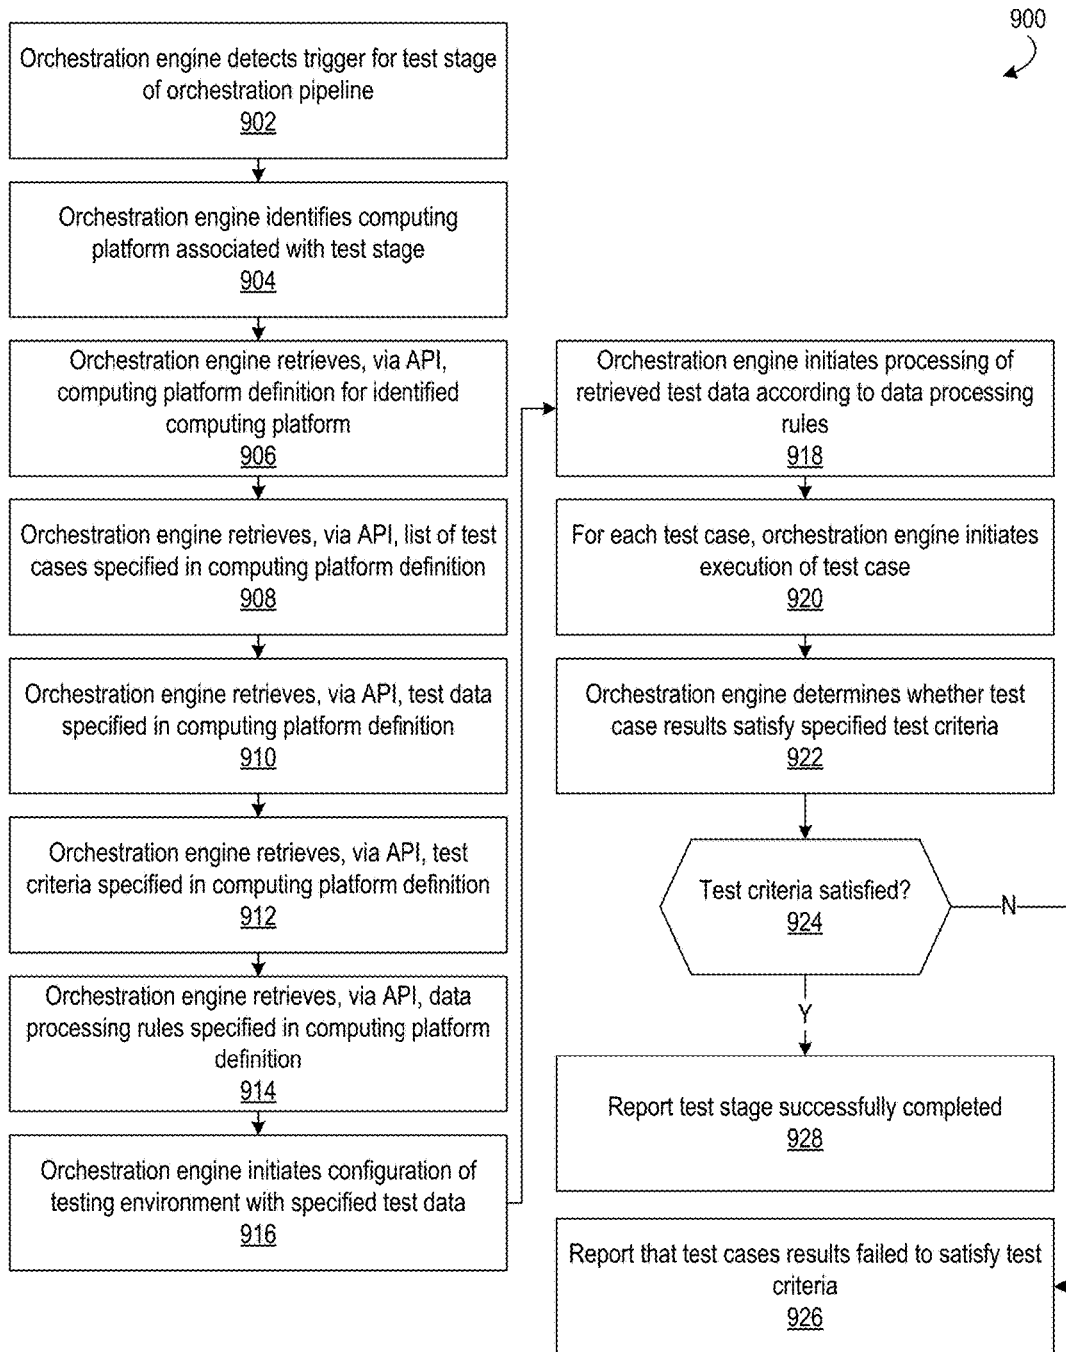 900
Orchestration engine detects trigger for test stage
of orchestration pipeline
902
Orchestration engine identifies computing
platform associated with test stage
904
Orchestration engine retrieves, via API,
computing platform definition for identified
computing platform
906
Orchestration engine retrieves, via API, list of test
cases specified in computing platform definition
908
Orchestration engine retrieves, via API, test data
specified in computing platform definition
910
Orchestration engine retrieves, via API, test
criteria specified in computing platform definition
912
Orchestration engine retrieves, via API, data
processing rules specified in computing platform
definition
914
Orchestration engine initiates configuration of
testing environment with specified test data
916
Orchestration engine initiates processing of
retrieved test data according to data processing
rules
918
For each test case, orchestration engine initiates
execution of test case
920
Orchestration engine determines whether test
case results satisfy specified test criteria
922
Test criteria satisfied?
924
N
Y
Report test stage successfully completed
928
Report that test cases results failed to satisfy test
criteria
926